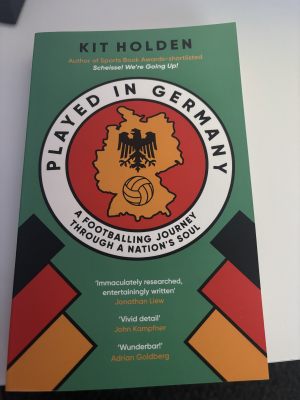 KIT HOLDEN
Author of Sports Book Awards-shortlisted
Scheisse! We're Going Up!
PLAYED IN GERMANY
A FOOTBALLING JOURNEY
THROUGH A NATION'S SOUL
'Immaculately researched,
entertainingly written'
Jonathan Liew
'Vivid detail'
John Kampfner
'Wunderbar!'
Adrian Goldberg